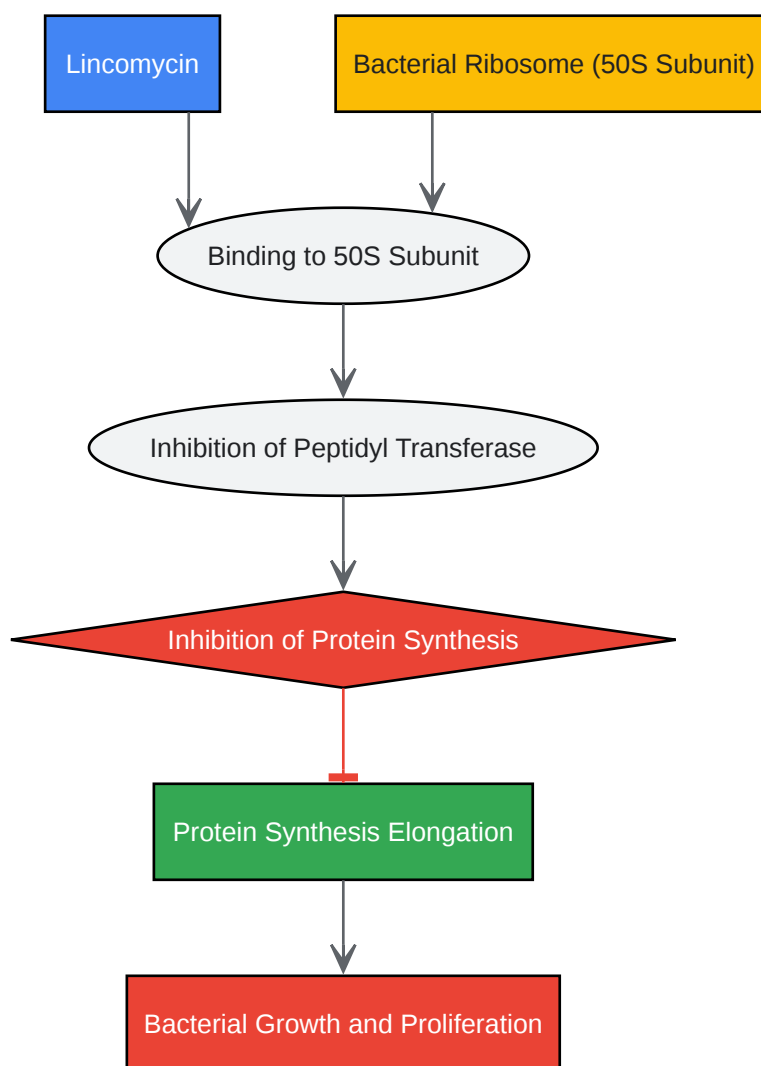 Lincomycin
Bacterial Ribosome (50S Subunit)
Binding to 50S Subunit
Inhibition of Peptidyl Transferase
Inhibition of Protein Synthesis
Protein Synthesis Elongation
Bacterial Growth and Proliferation